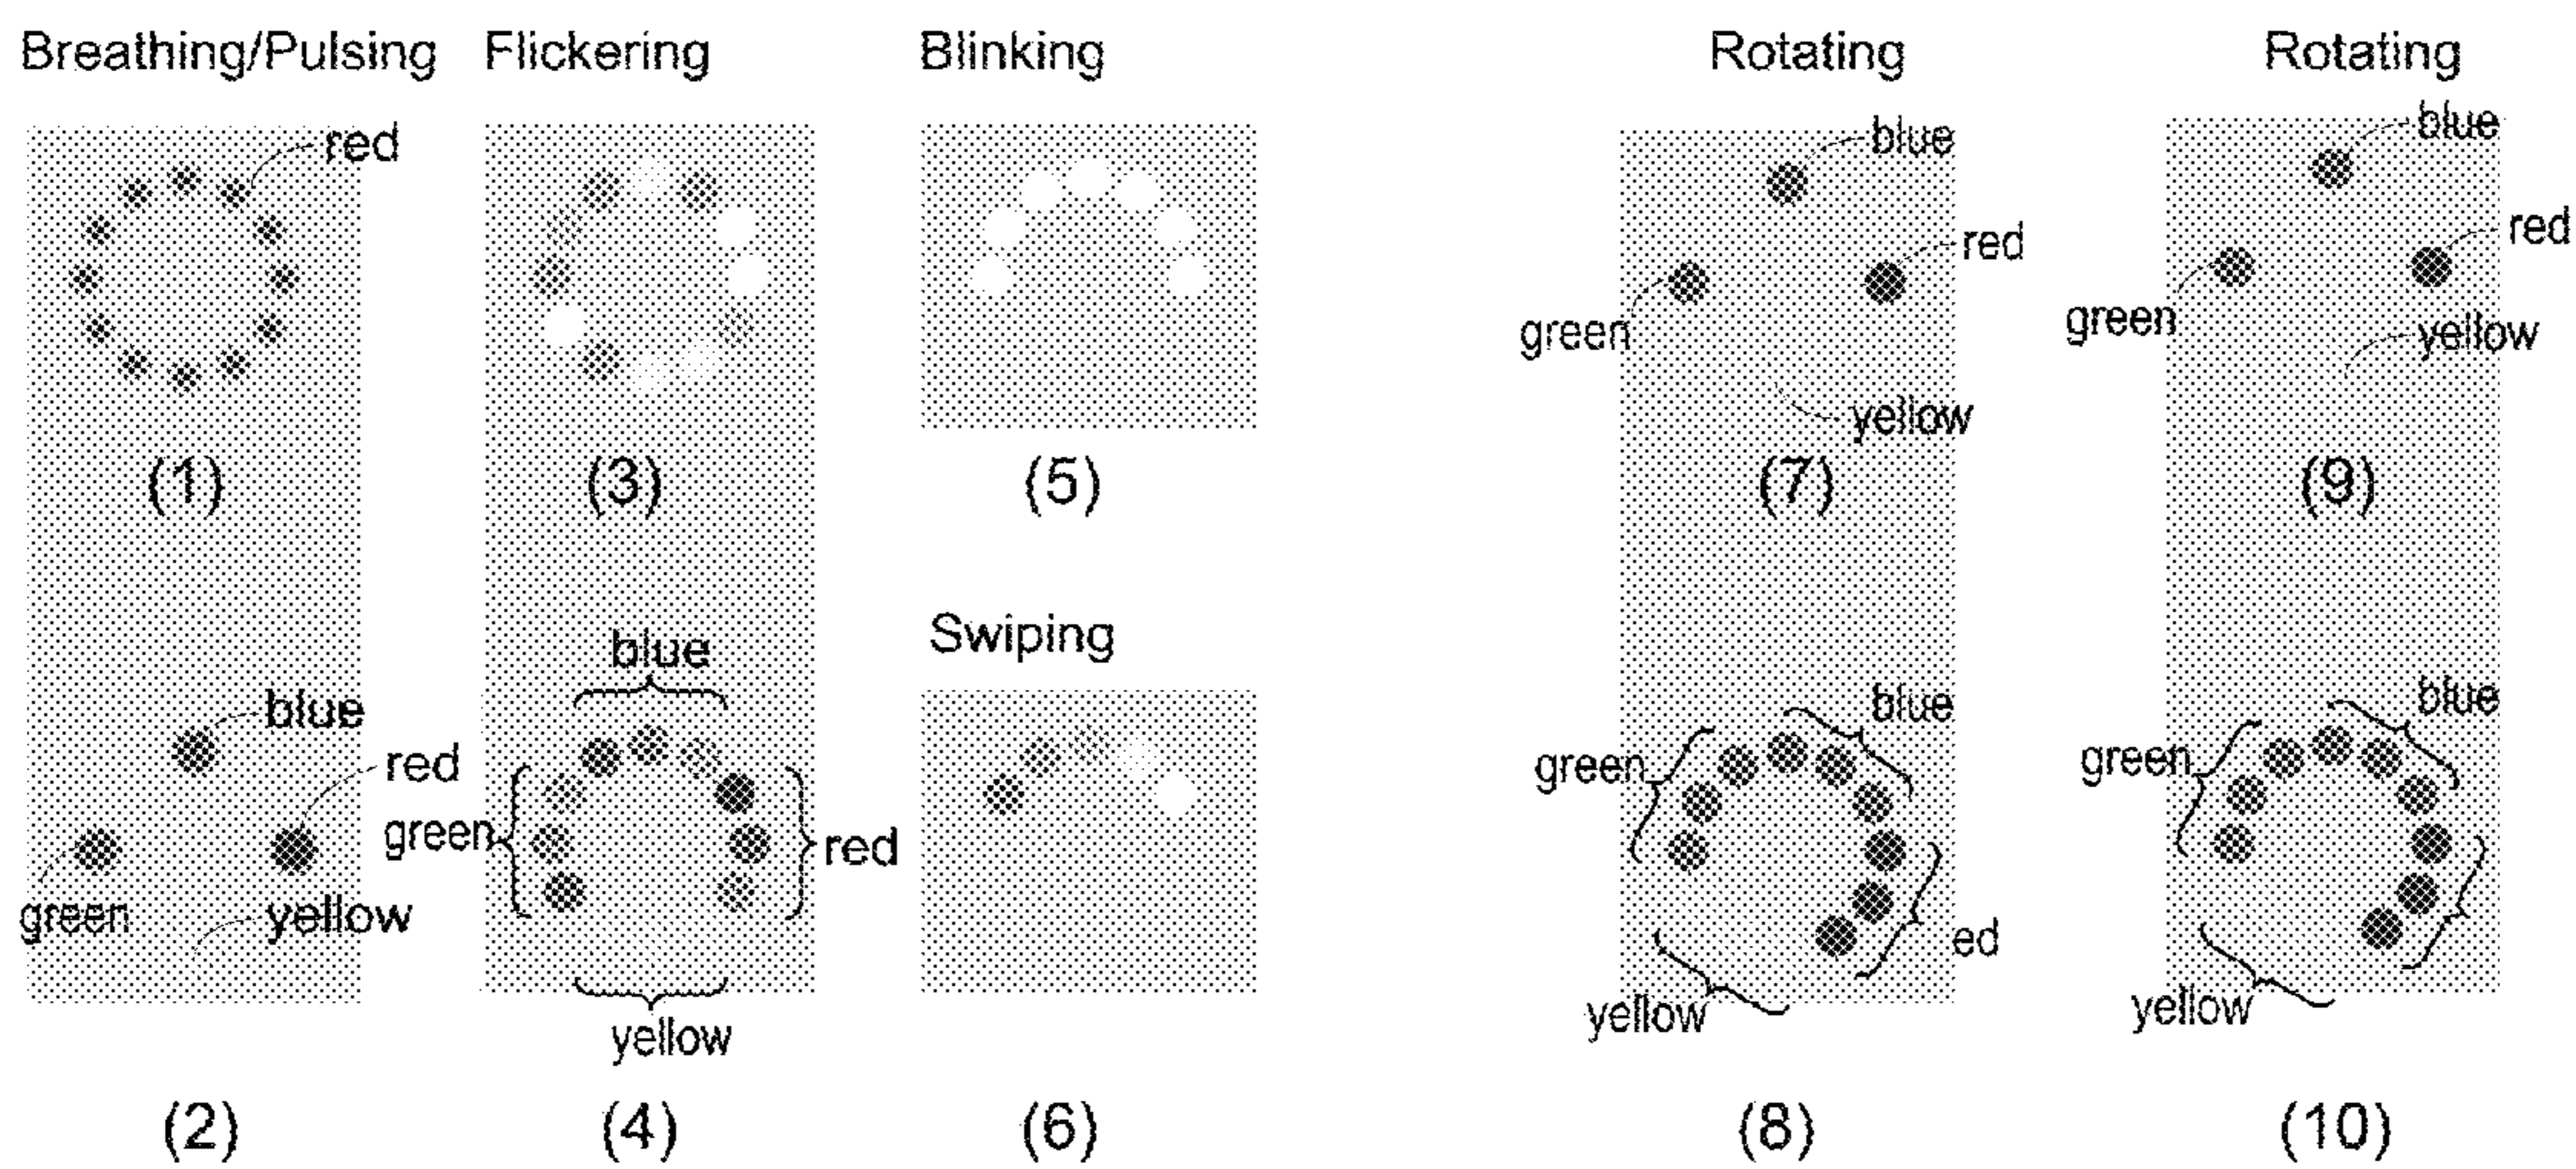 Breathing/Pulsing
Flickering
Blinking
Rotating
Rotating
red
blue
red
green
yellow
blue
red
green
yellow
(1)
(3)
(5)
(7)
(9)
Swiping
blue
red
green
yellow
blue
green
red
yellow
blue
green
ed
yellow
blue
green
yellow
(2)
(4)
(6)
(8)
(10)